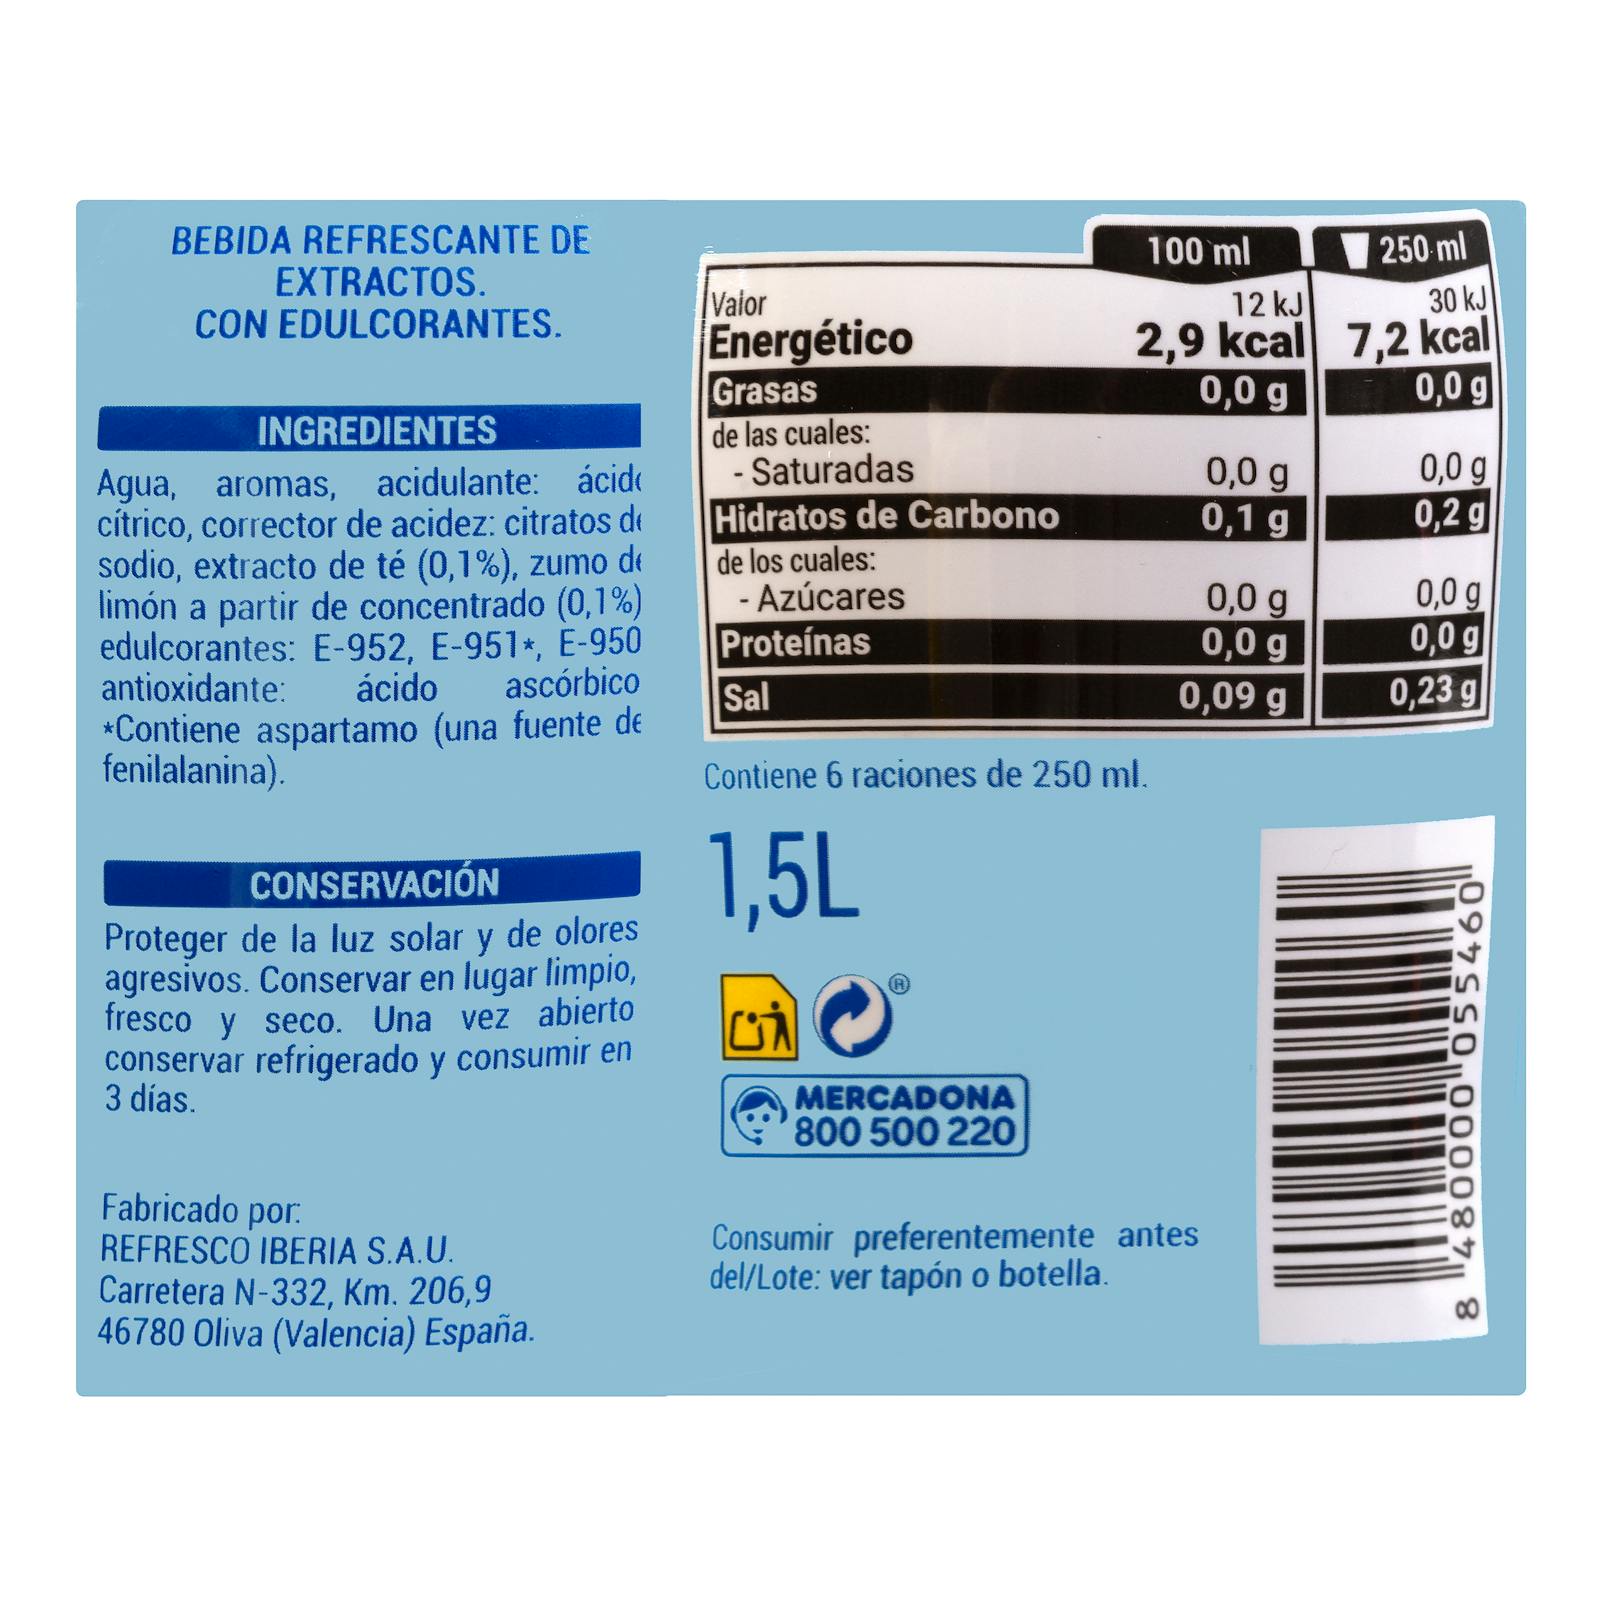 BEBIDA REFRESCANTE DE
EXTRACTOS.
CON EDULCORANTES.
INGREDIENTES
Agua, aromas, acidulante: ácido
cítrico, corrector de acidez: citratos de
sodio, extracto de té (0,1%), zumo de
limón a partir de concentrado (0,1%)
edulcorantes: E-952, E-951*, E-950
antioxidante: ácido ascórbico
*Contiene aspartamo (una fuente de
fenilalanina).
CONSERVACIÓN
Proteger de la luz solar y de olores
agresivos. Conservar en lugar limpio,
fresco y seco. Una vez abierto
conservar refrigerado y consumir en
3 días.
Fabricado por:
REFRESCO IBERIA S.A.U.
Carretera N-332, Km. 206,9
46780 Oliva (Valencia) España.
100 ml 250 ml
Valor 12 kJ 30 kJ
Energético 2,9 kcal 7,2 kcal
Grasas 0,0 g 0,0 g
de las cuales:
- Saturadas 0,0 g 0,0 g
Hidratos de Carbono 0,1 g 0,2 g
de los cuales:
- Azúcares 0,0 g 0,0 g
Proteínas 0,0 g 0,0 g
Sal 0,09 g 0,23 g
Contiene 6 raciones de 250 ml.
1,5L
®
MERCADONA
800 500 220
Consumir preferentemente antes
del/Lote: ver tapón o botella.
8 480000 055460